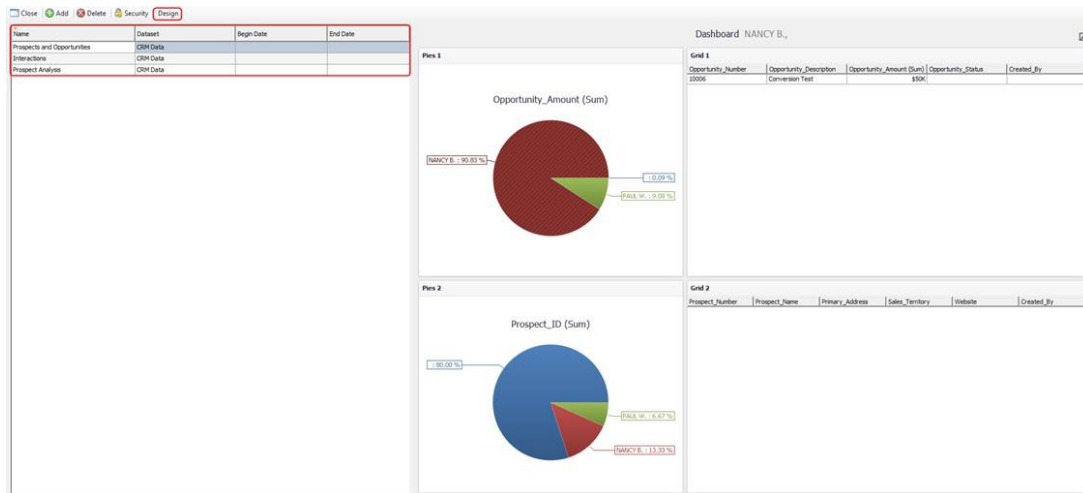 Close Add Delete Security Design
Name Dataset Begin Date End Date
Prospects and Opportunities CRM Data
Interactions CRM Data
Prospect Analysis CRM Data
Dashboard NANCY B.,
Pies 1
Opportunity_Amount (Sum)
NANCY B. : 90.83 %
: 0.09 %
PAUL W. : 9.08 %
Grid 1
Opportunity_Number Opportunity_Description Opportunity_Amount (Sum) Opportunity_Status Created_By
10006 Conversion Test $50K
Pies 2
Prospect_ID (Sum)
: 80.00 %
PAUL W. : 6.67 %
NANCY B. : 13.33 %
Grid 2
Prospect_Number Prospect_Name Primary_Address Sales_Territory Website Created_By